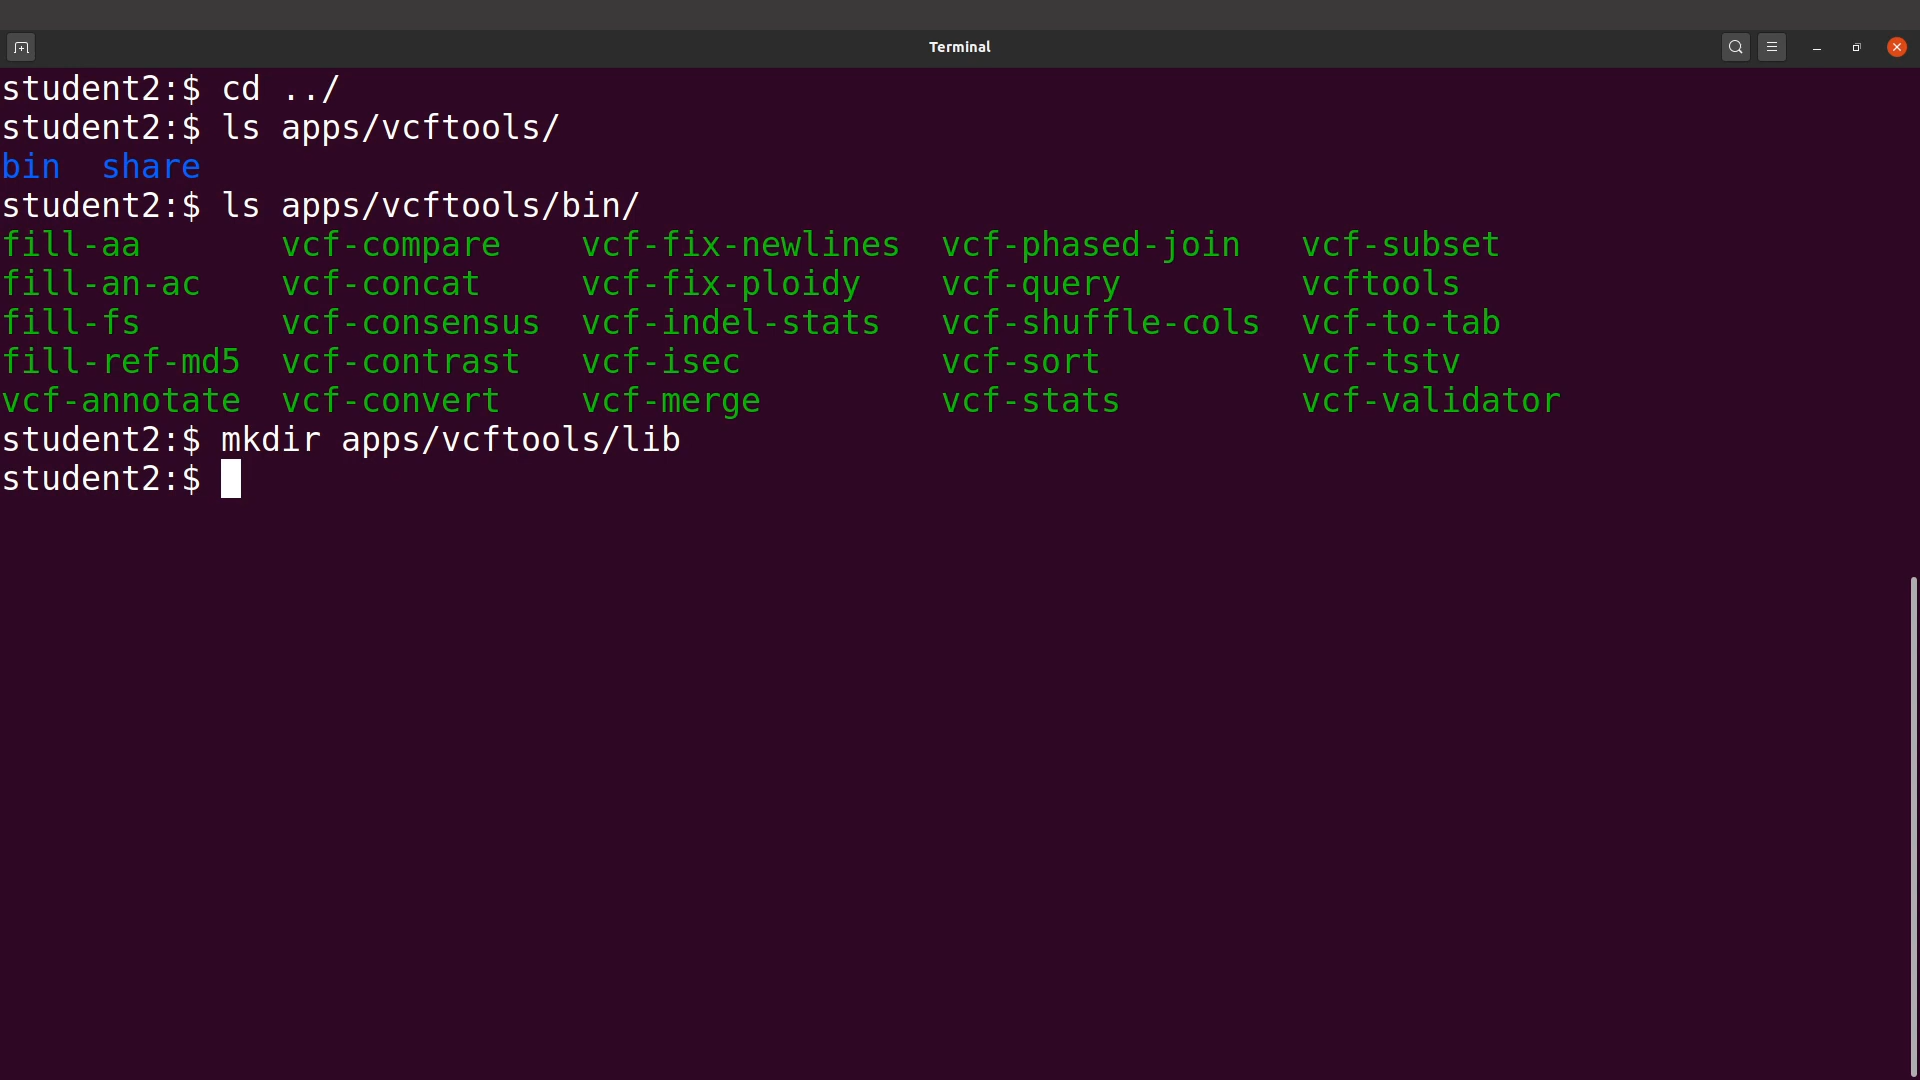 Terminal
student2:$ cd ../
student2:$ ls apps/vcftools/
bin  share
student2:$ ls apps/vcftools/bin/
fill-aa       vcf-compare    vcf-fix-newlines  vcf-phased-join   vcf-subset
fill-an-ac    vcf-concat     vcf-fix-ploidy    vcf-query         vcftools
fill-fs       vcf-consensus  vcf-indel-stats   vcf-shuffle-cols  vcf-to-tab
fill-ref-md5  vcf-contrast   vcf-isec          vcf-sort          vcf-tstv
vcf-annotate  vcf-convert    vcf-merge         vcf-stats         vcf-validator
student2:$ mkdir apps/vcftools/lib
student2:$